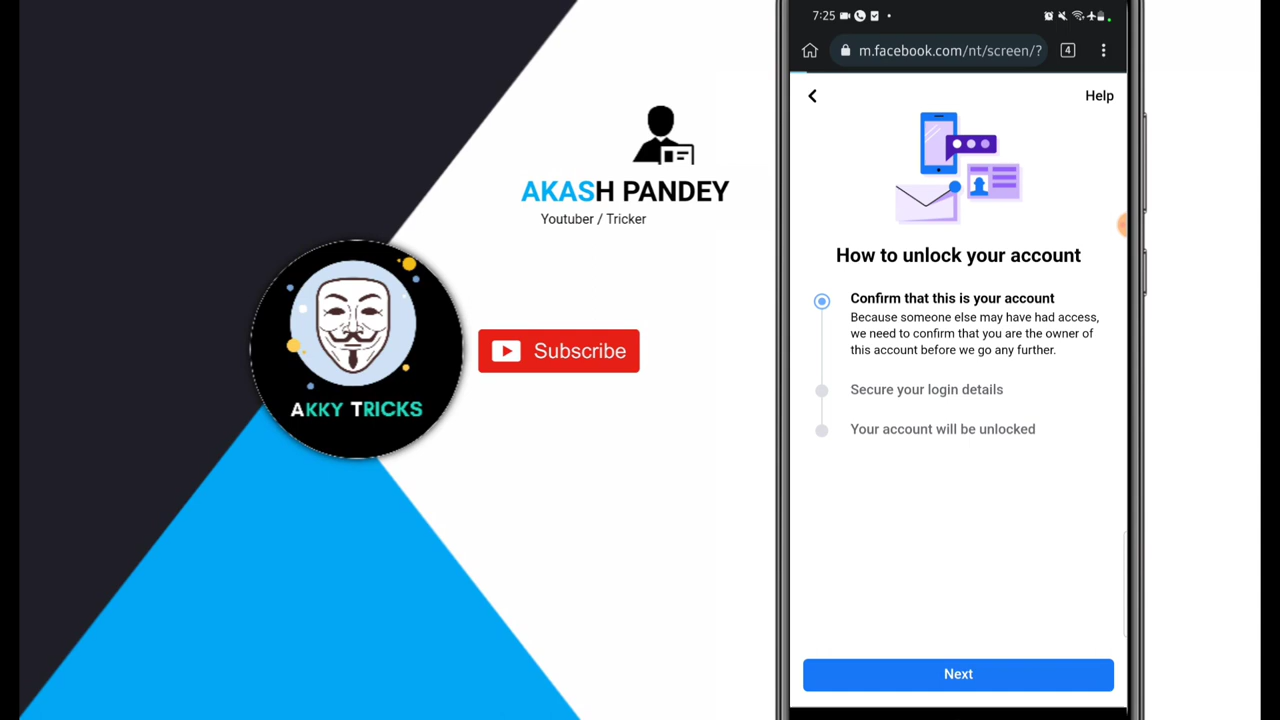 AKASH PANDEY
Youtuber / Tricker
Subscribe
AKKY TRICKS
7:25
m.facebook.com/nt/screen/?
4
Help
How to unlock your account
Confirm that this is your account
Because someone else may have had access,
we need to confirm that you are the owner of
this account before we go any further.
Secure your login details
Your account will be unlocked
Next